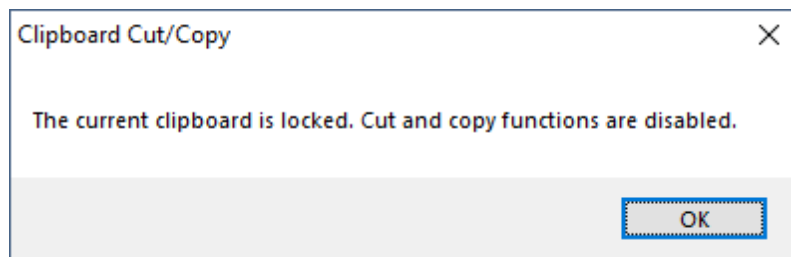 Clipboard Cut/Copy
The current clipboard is locked. Cut and copy functions are disabled.
OK